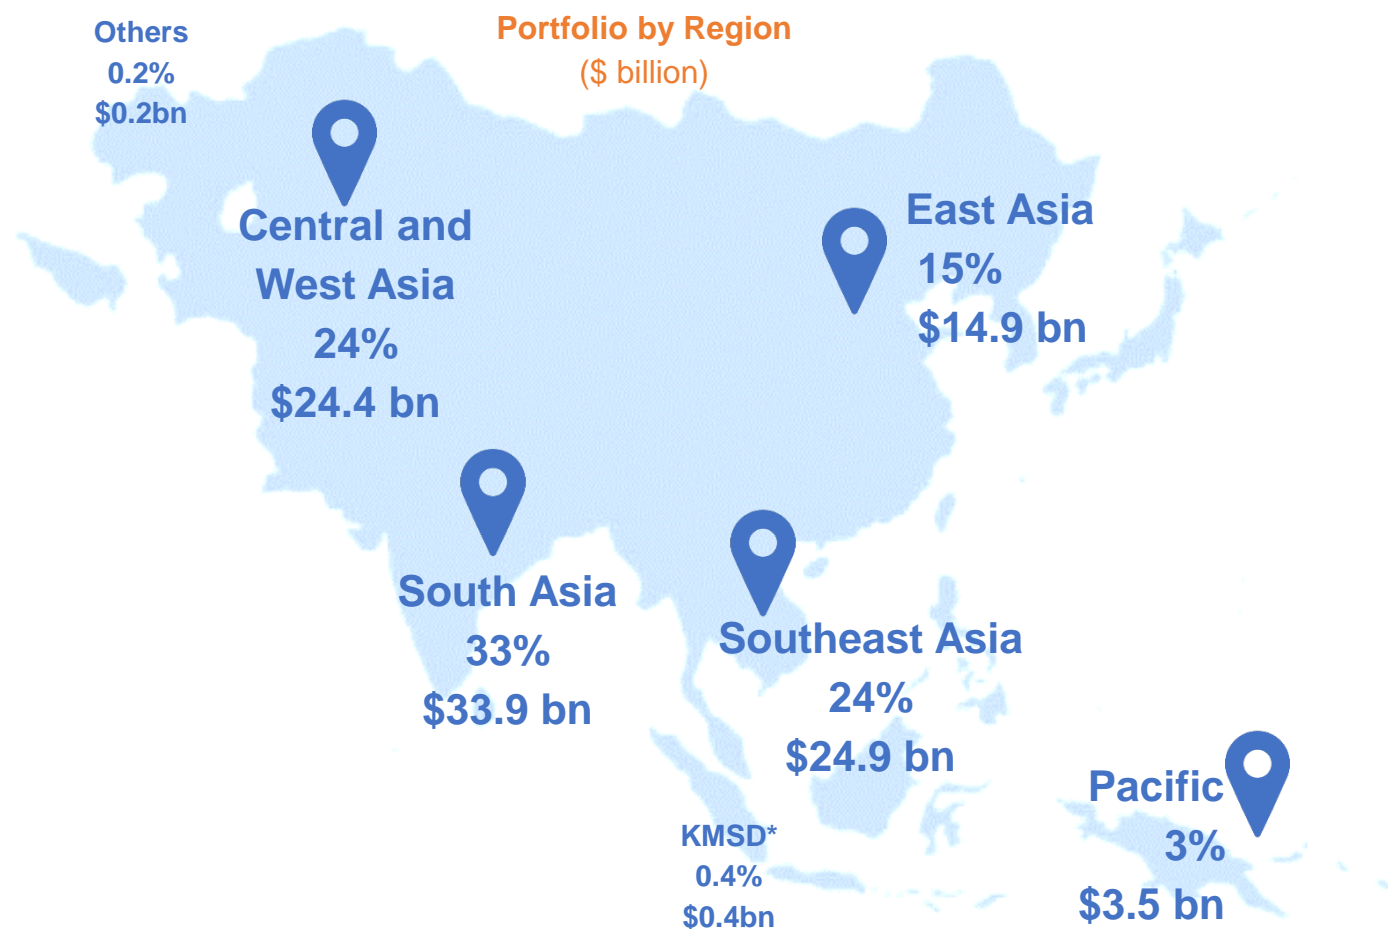 Portfolio by Region
($ billion)
Others
0.2%
$0.2bn
Central and
West Asia
24%
$24.4 bn
East Asia
15%
$14.9 bn
South Asia
33%
$33.9 bn
Southeast Asia
24%
$24.9 bn
KMSD*
0.4%
$0.4bn
Pacific
3%
$3.5 bn